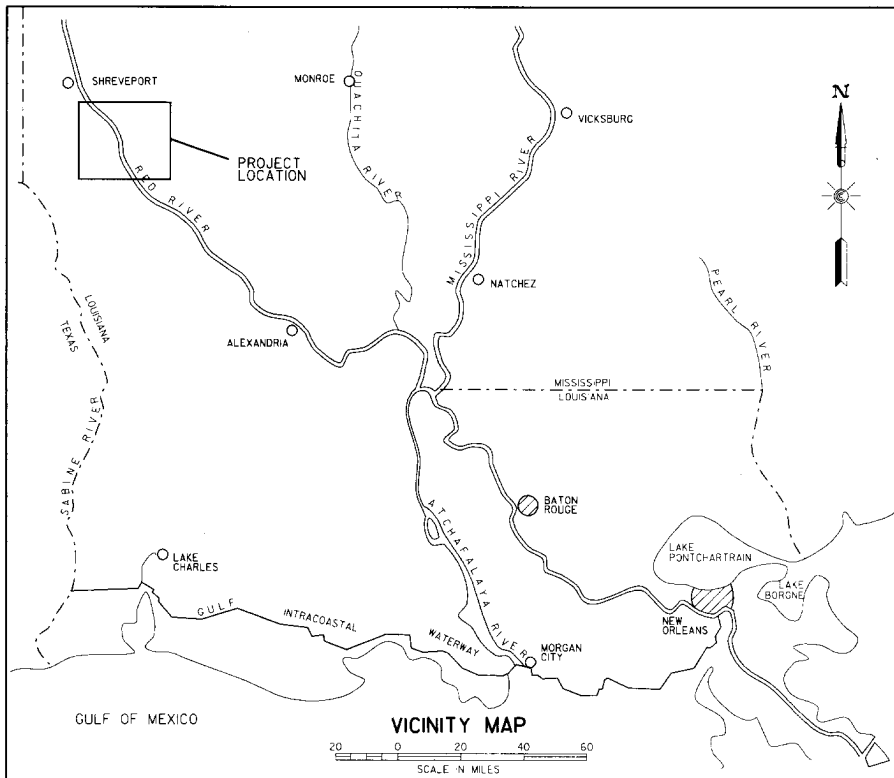 SHREVEPORT
MONROE
OUACHITA RIVER
VICKSBURG
N
PROJECT
LOCATION
RED RIVER
MISSISSIPPI RIVER
NATCHEZ
PEARL RIVER
LOUISIANA
TEXAS
ALEXANDRIA
MISSISSIPPI
LOUISIANA
SABINE RIVER
BATON
ROUGE
ATCHAFALAYA RIVER
LAKE
PONTCHARTRAIN
LAKE
CHARLES
LAKE
BORGNE
GULF INTRACOASTAL WATERWAY
NEW
ORLEANS
MORGAN
CITY
GULF OF MEXICO
VICINITY MAP
20 0 20 40 60
SCALE IN MILES